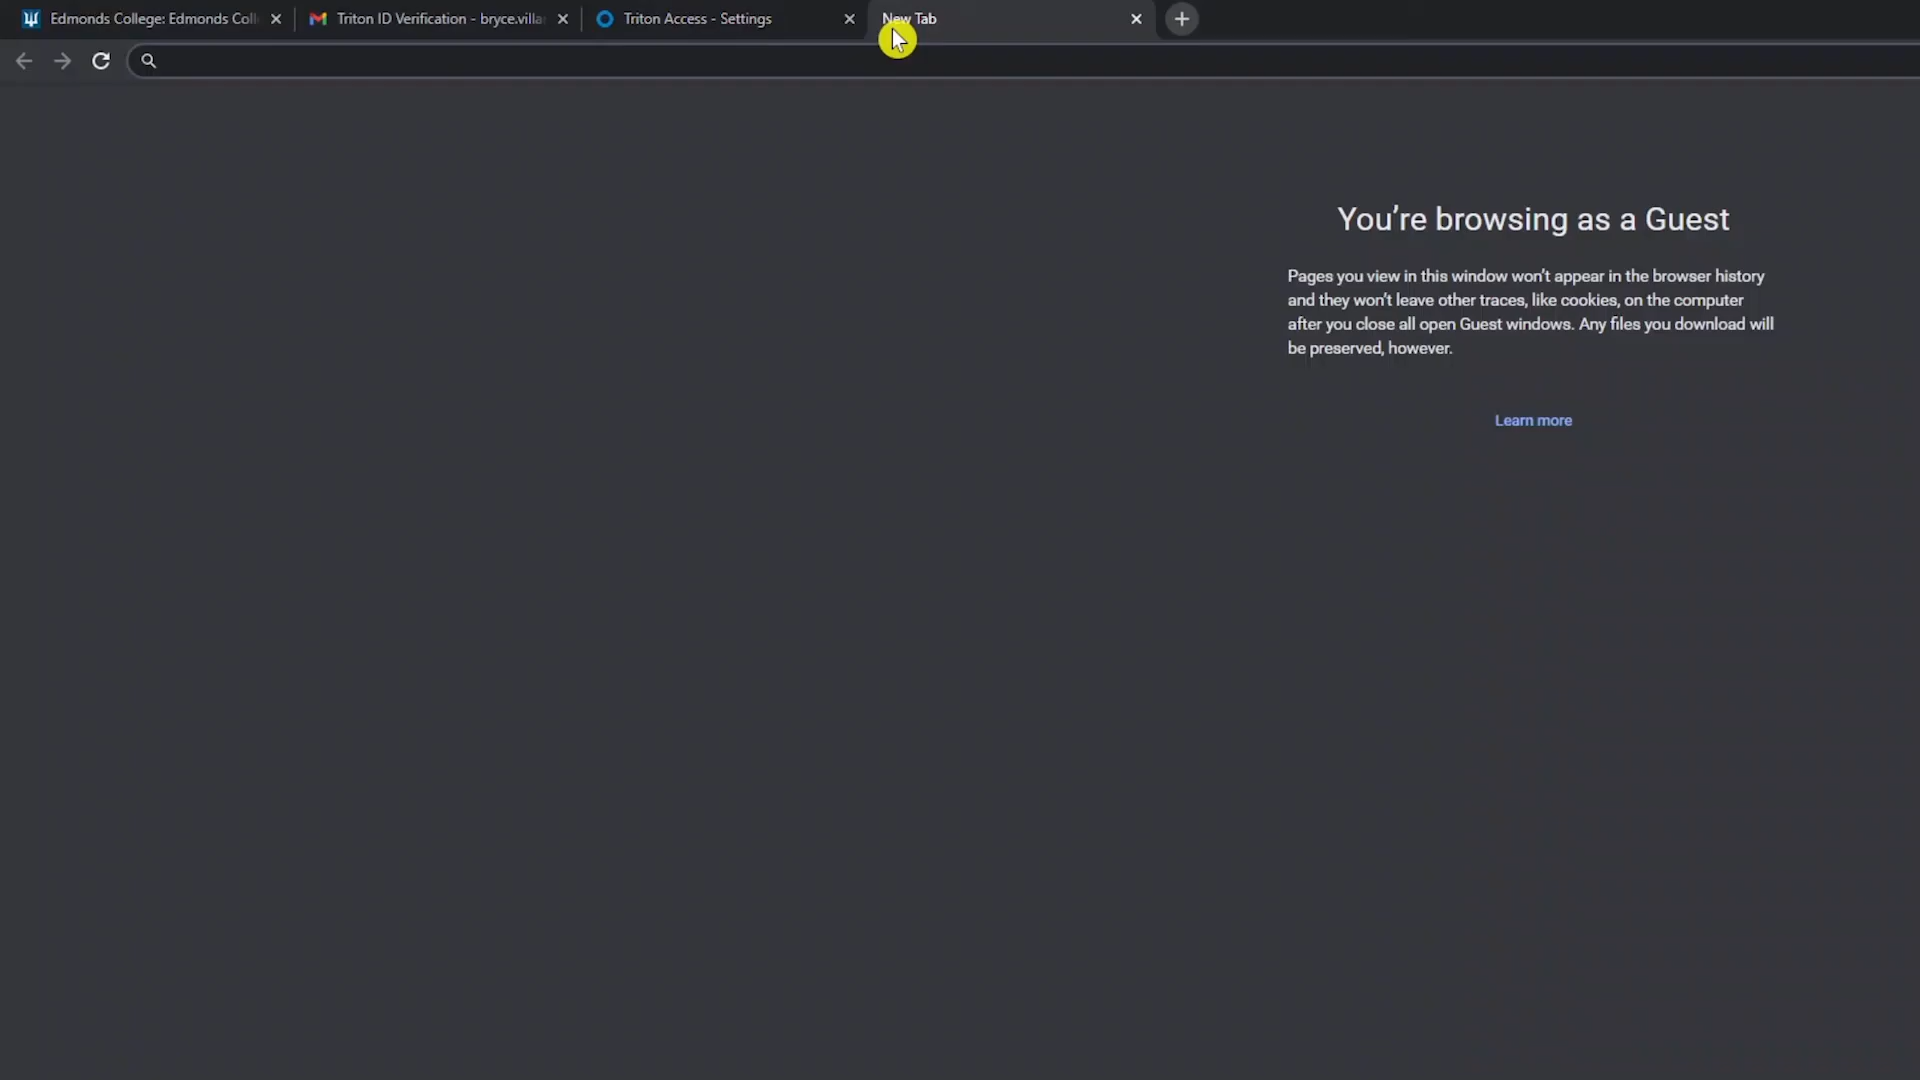 Edmonds College: Edmonds Coll
Triton ID Verification - bryce.villa
Triton Access - Settings
New Tab
You're browsing as a Guest
Pages you view in this window won't appear in the browser history
and they won't leave other traces, like cookies, on the computer
after you close all open Guest windows. Any files you download will
be preserved, however.
Learn more